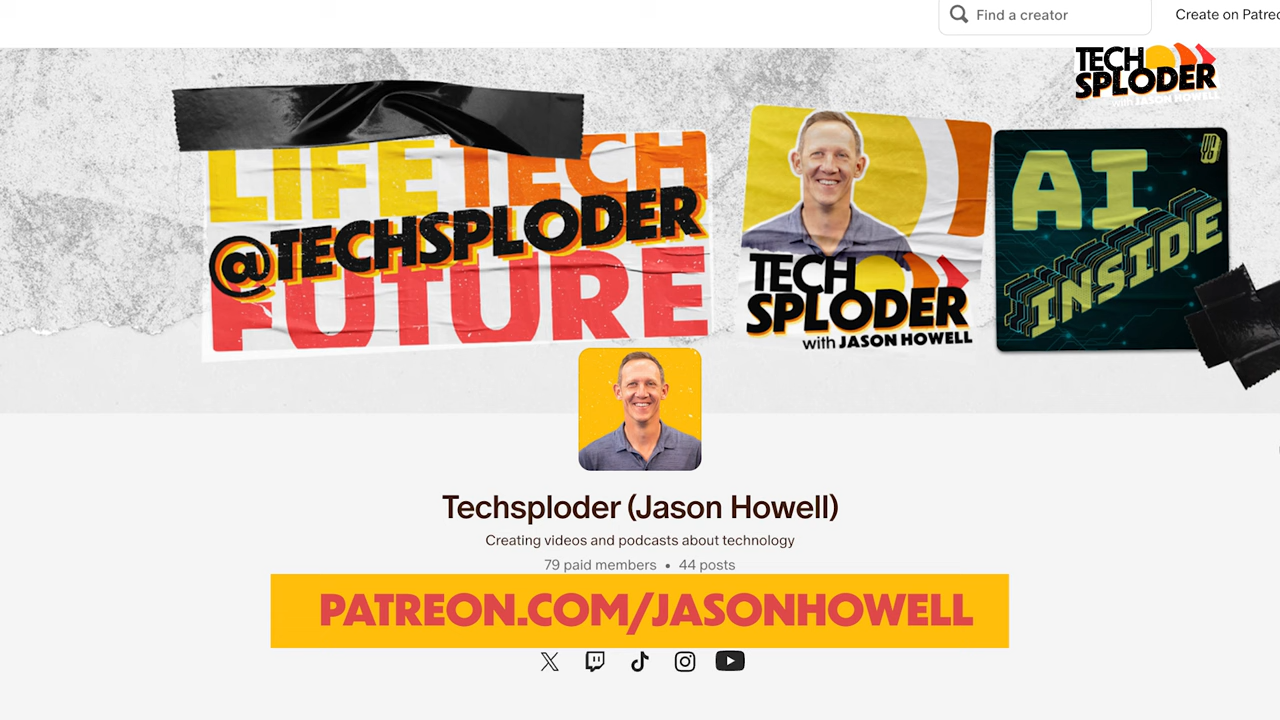 Find a creator
Create on Patreo
TECH
SPLODER
with JASON HOWELL
LIFE TECH
@TECHSPLODER
FUTURE
TECH
SPLODER
with JASON HOWELL
AI
INSIDE
Techsploder (Jason Howell)
Creating videos and podcasts about technology
79 paid members • 44 posts
PATREON.COM/JASONHOWELL